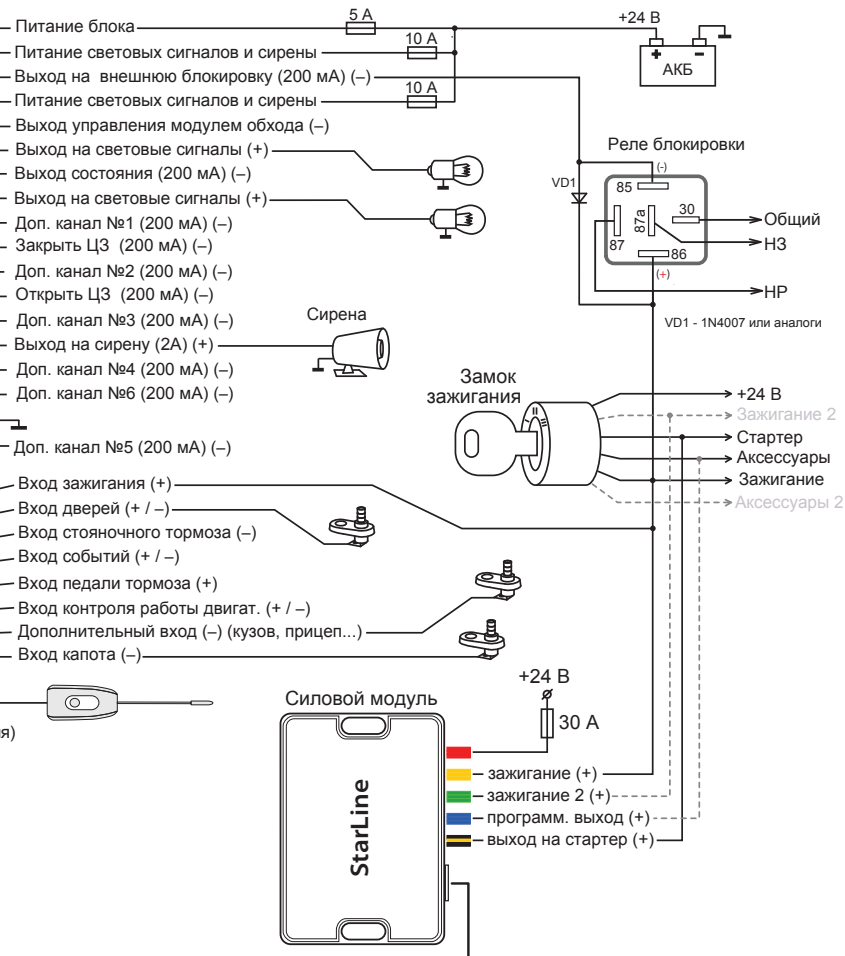 Питание блока
5 А
+24 В
Питание световых сигналов и сирены
10 А
АКБ
Выход на внешнюю блокировку (200 мА) (–)
Питание световых сигналов и сирены
10 А
Выход управления модулем обхода (–)
Выход на световые сигналы (+)
Выход состояния (200 мА) (–)
Выход на световые сигналы (+)
Доп. канал №1 (200 мА) (–)
Закрыть ЦЗ (200 мА) (–)
Доп. канал №2 (200 мА) (–)
Открыть ЦЗ (200 мА) (–)
Доп. канал №3 (200 мА) (–)
Выход на сирену (2А) (+)
Доп. канал №4 (200 мА) (–)
Доп. канал №6 (200 мА) (–)
Доп. канал №5 (200 мА) (–)
Реле блокировки
(-)
VD1
85
87а
30
87
86
(+)
Общий
НЗ
НР
VD1 - 1N4007 или аналоги
Сирена
Замок
зажигания
I
II
III
+24 В
Зажигание 2
Стартер
Аксессуары
Зажигание
Аксессуары 2
Вход зажигания (+)
Вход дверей (+ / –)
Вход стояночного тормоза (–)
Вход событий (+ / –)
Вход педали тормоза (+)
Вход контроля работы двигат. (+ / –)
Дополнительный вход (–) (кузов, прицеп...)
Вход капота (–)
я)
Силовой модуль
+24 В
30 А
StarLine
зажигание (+)
зажигание 2 (+)
программ. выход (+)
выход на стартер (+)